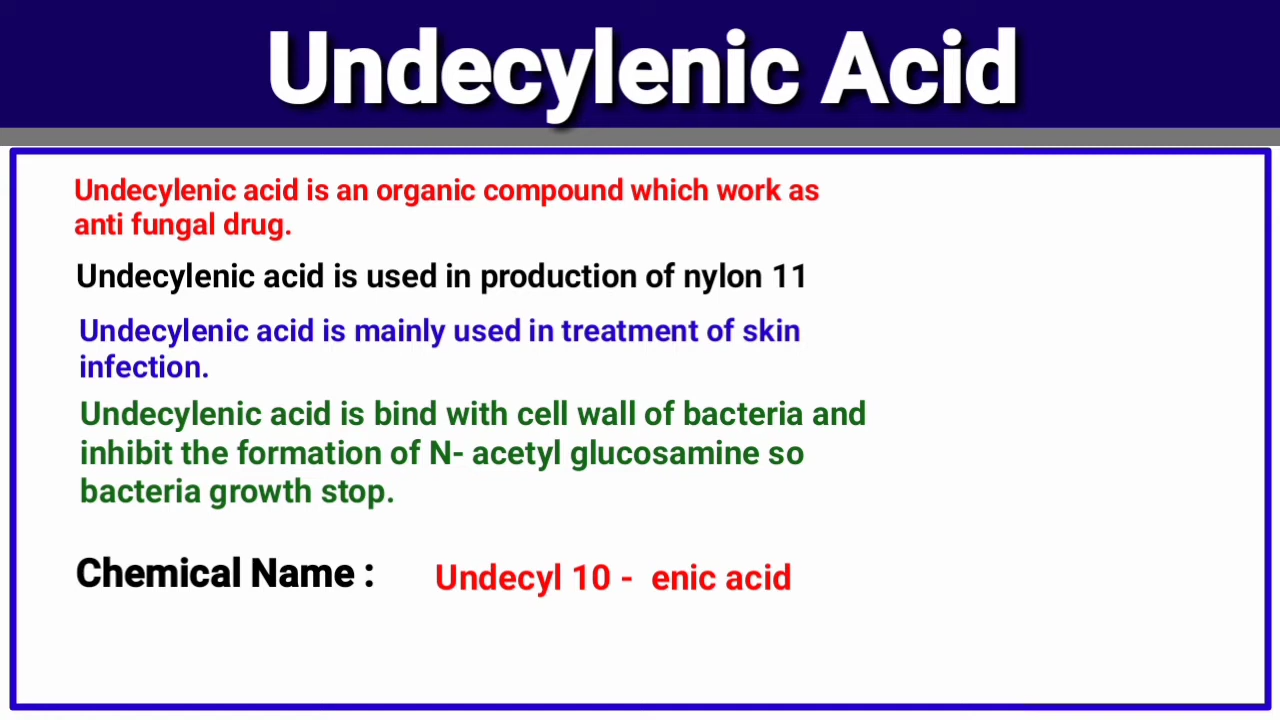 Undecylenic Acid
Undecylenic acid is an organic compound which work as
anti fungal drug.
Undecylenic acid is used in production of nylon 11
Undecylenic acid is mainly used in treatment of skin
infection.
Undecylenic acid is bind with cell wall of bacteria and
inhibit the formation of N- acetyl glucosamine so
bacteria growth stop.
Chemical Name : Undecyl 10 - enic acid